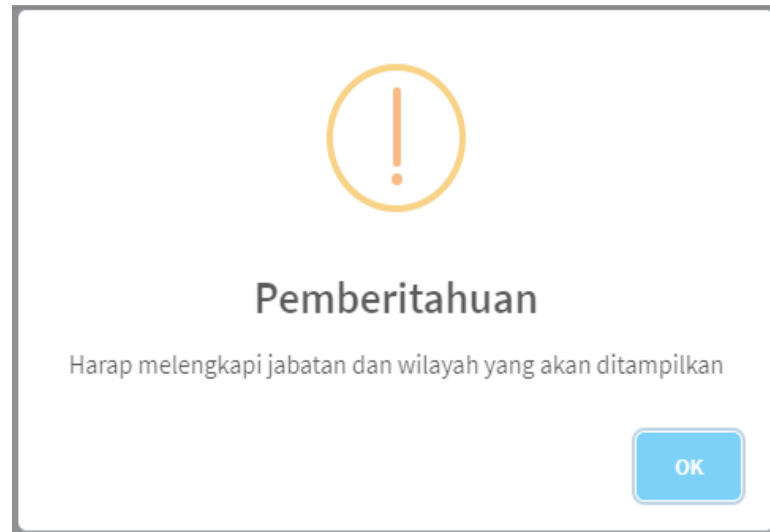 Pemberitahuan
Harap melengkapi jabatan dan wilayah yang akan ditampilkan
OK